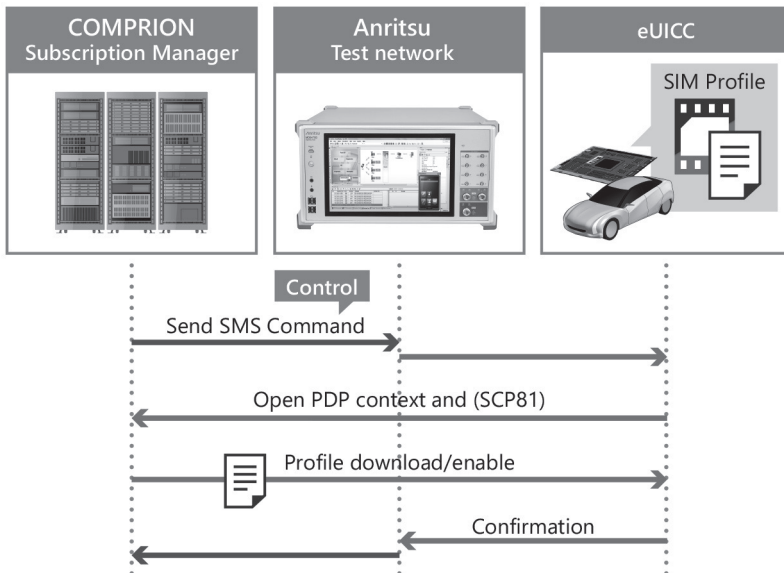 COMPRION
Subscription Manager
Anritsu
Test network
eUICC
SIM Profile
Control
Send SMS Command
Open PDP context and (SCP81)
Profile download/enable
Confirmation